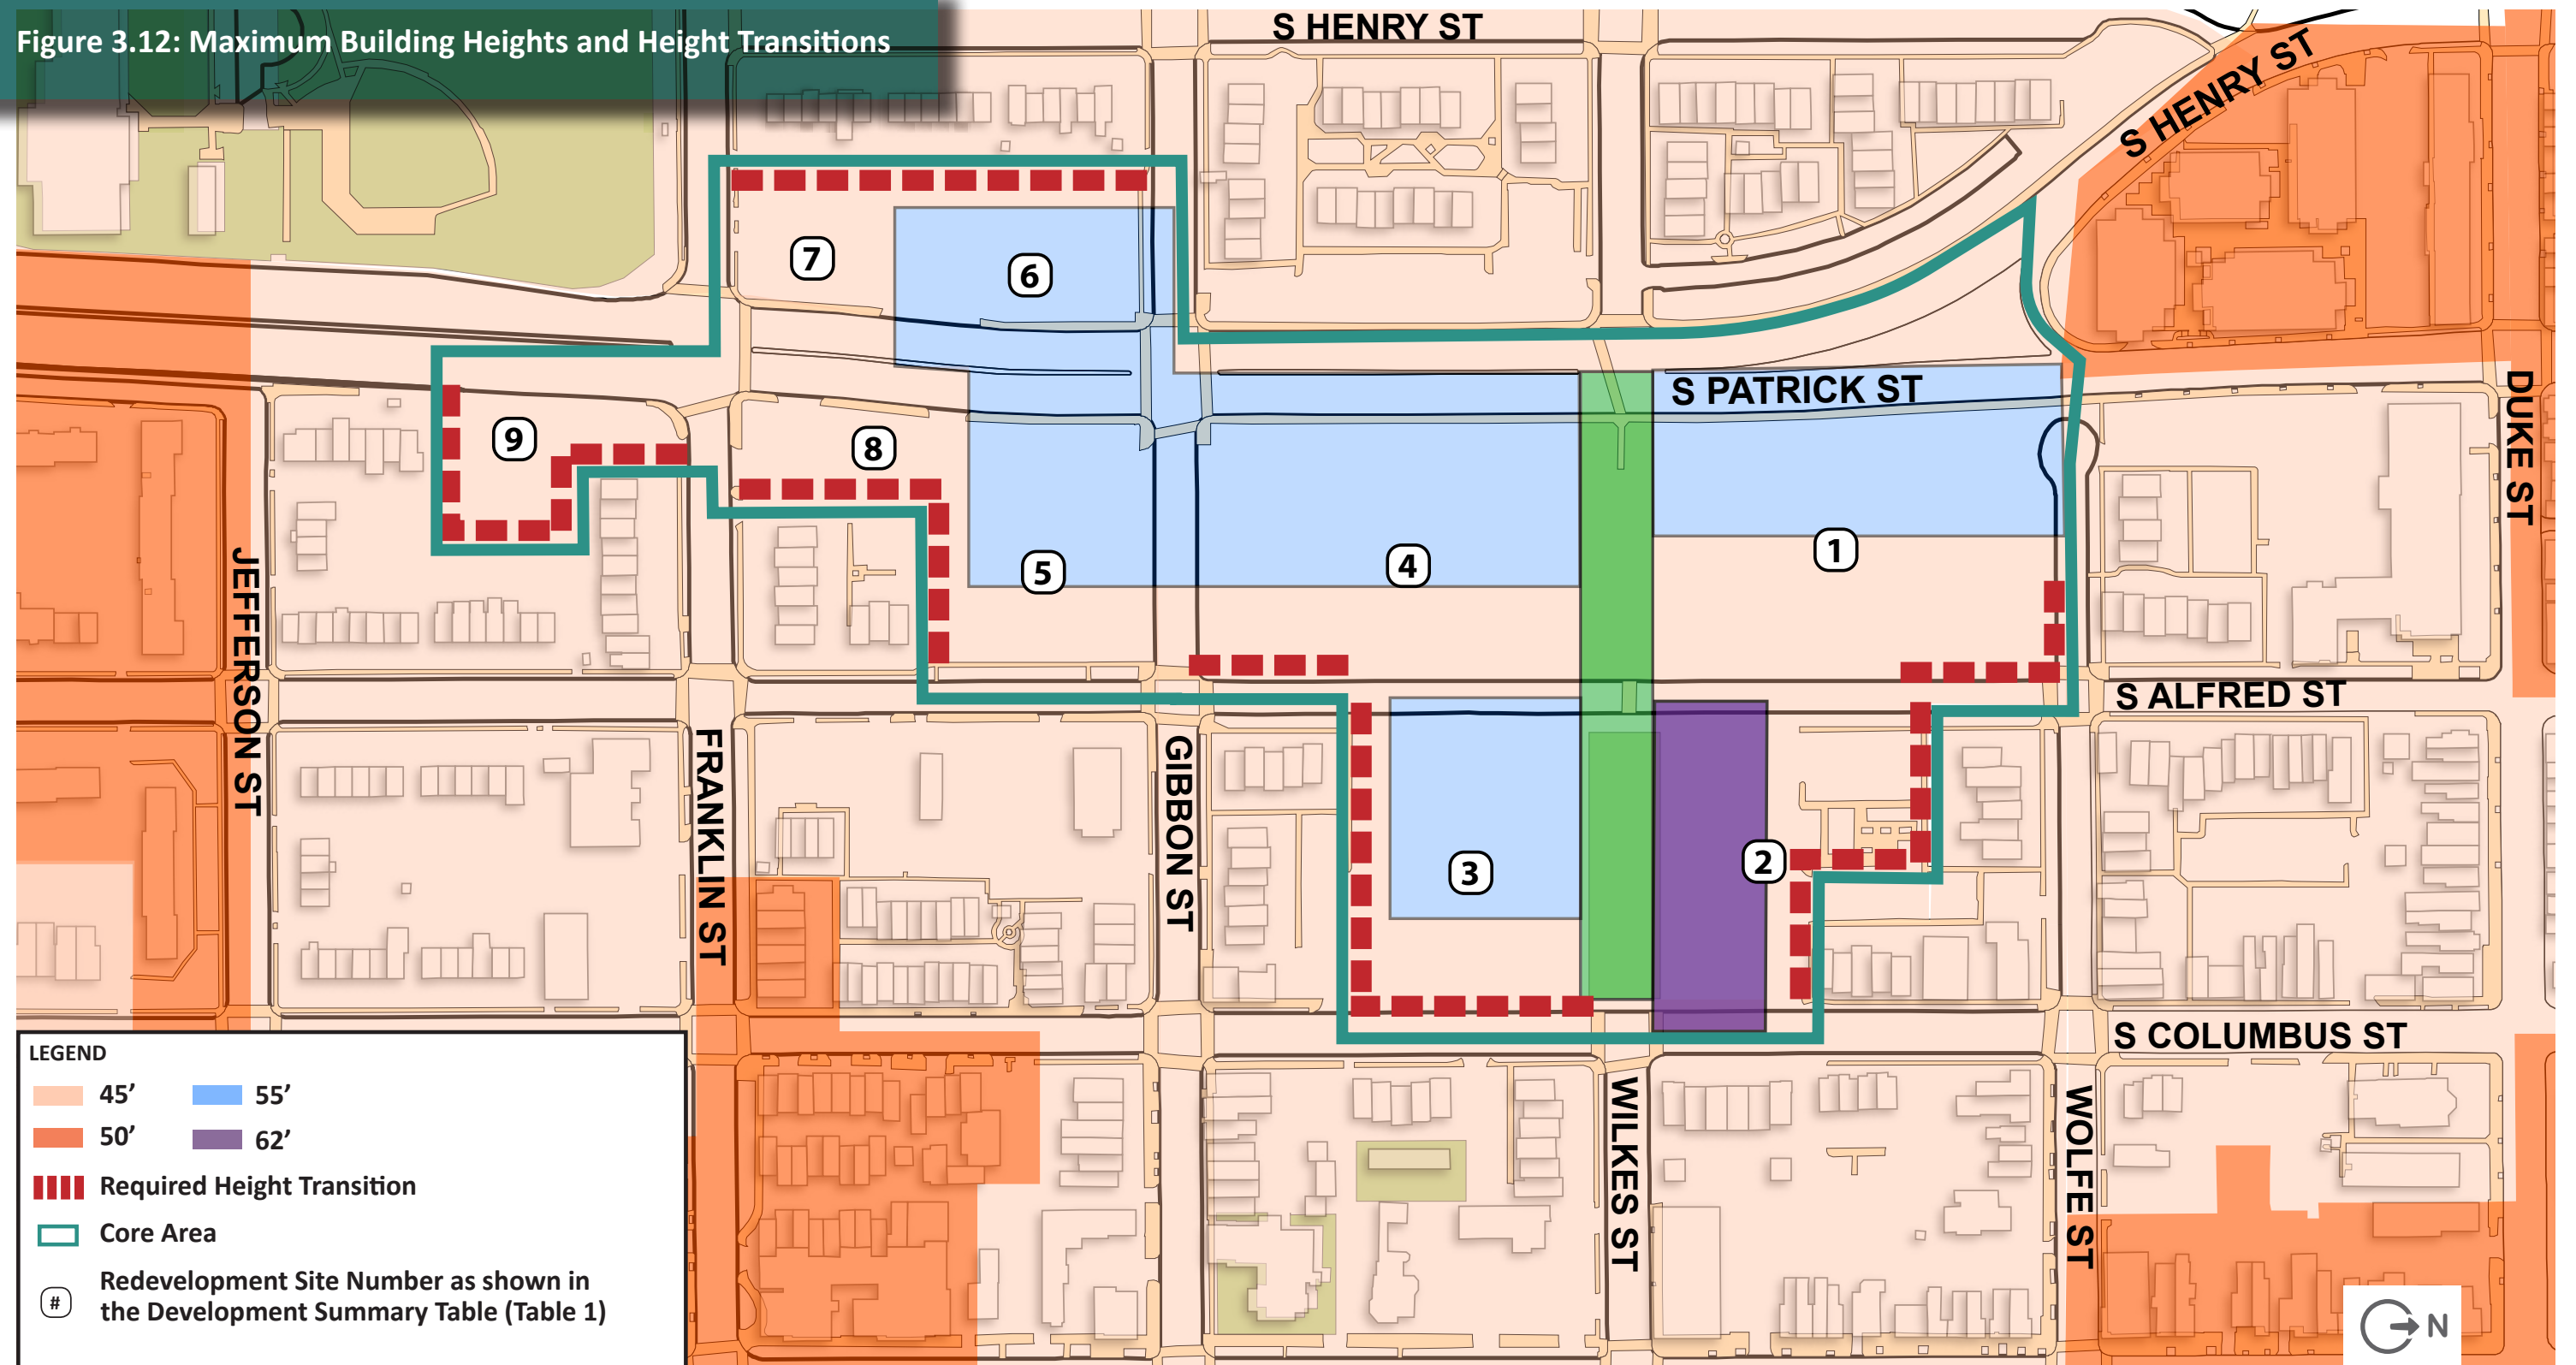 Figure 3.12: Maximum Building Heights and Height Transitions
S HENRY ST
S HENRY ST
7
6
S PATRICK ST
DUKE ST
9
8
5
4
1
JEFFERSON ST
S ALFRED ST
FRANKLIN ST
GIBBON ST
3
2
S COLUMBUS ST
WILKES ST
WOLFE ST
LEGEND
45’
55’
50’
62’
Required Height Transition
Core Area
#
Redevelopment Site Number as shown in
the Development Summary Table (Table 1)
N